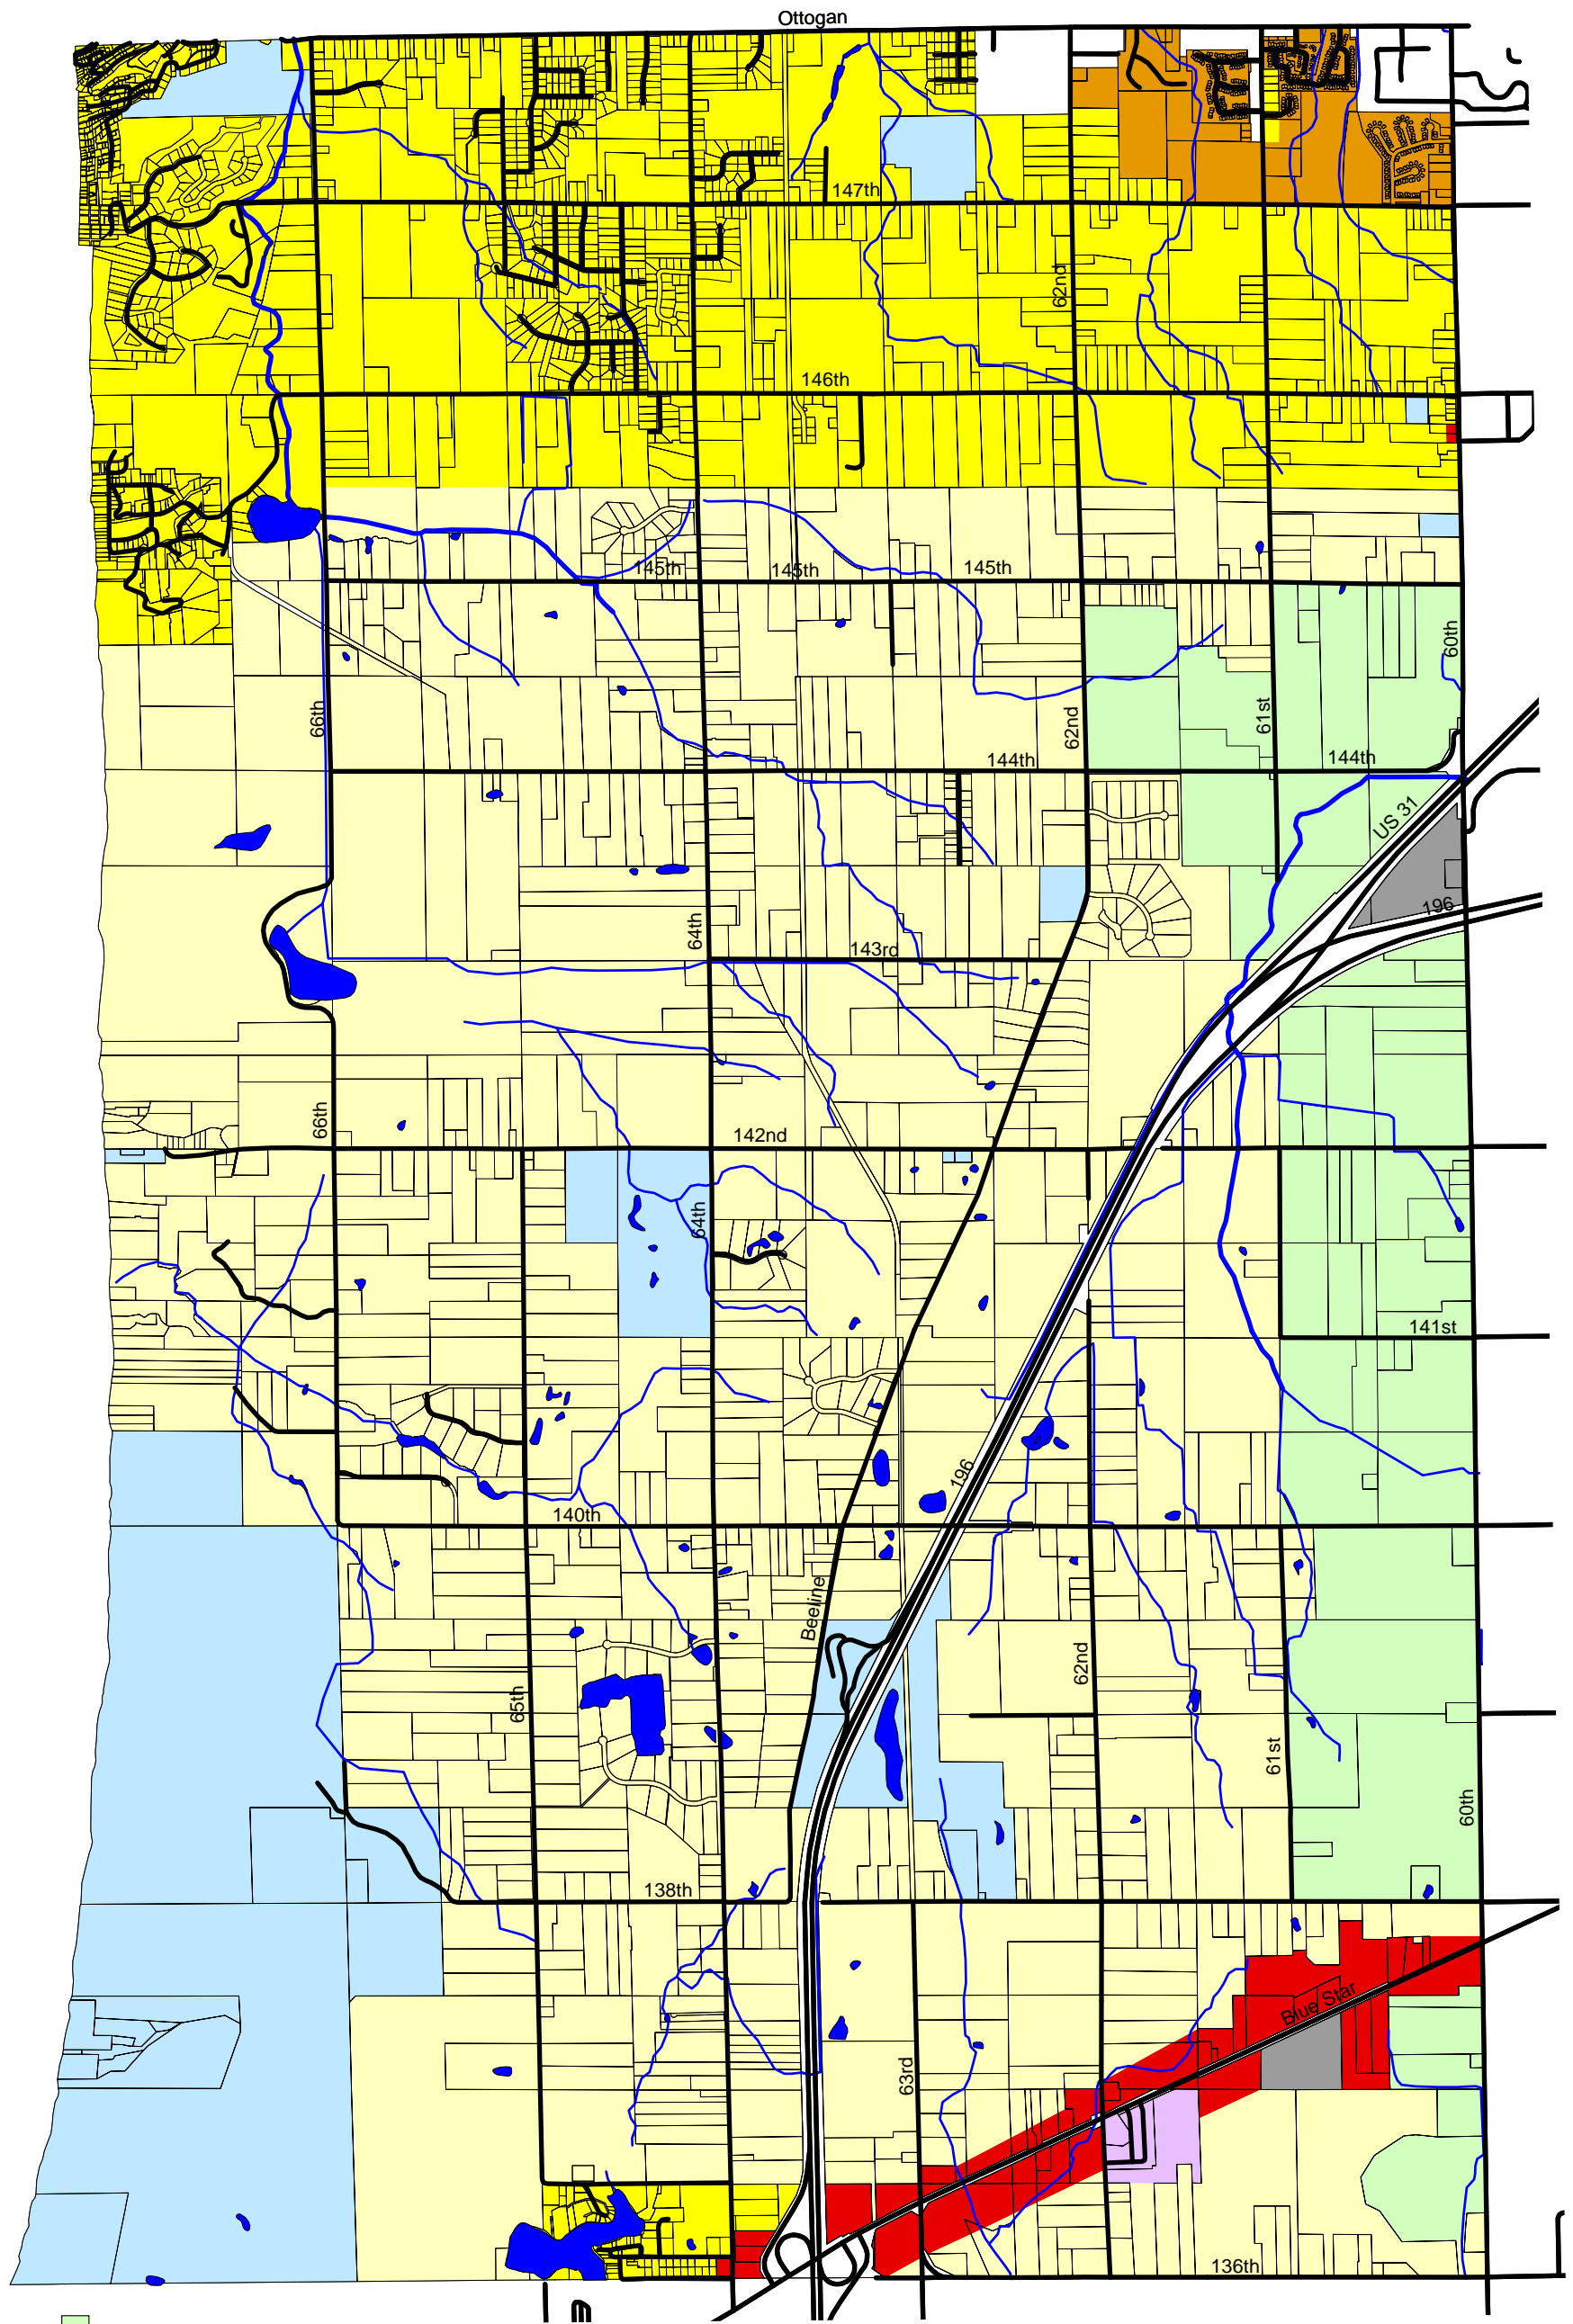 Ottogan
147th
62nd
146th
145th
145th
145th
60th
66th
62nd
61st
144th
144th
US 31
196
64th
143rd
66th
142nd
64th
141st
196
140th
Beeline
62nd
65th
61st
60th
138th
Blue Star
63rd
136th